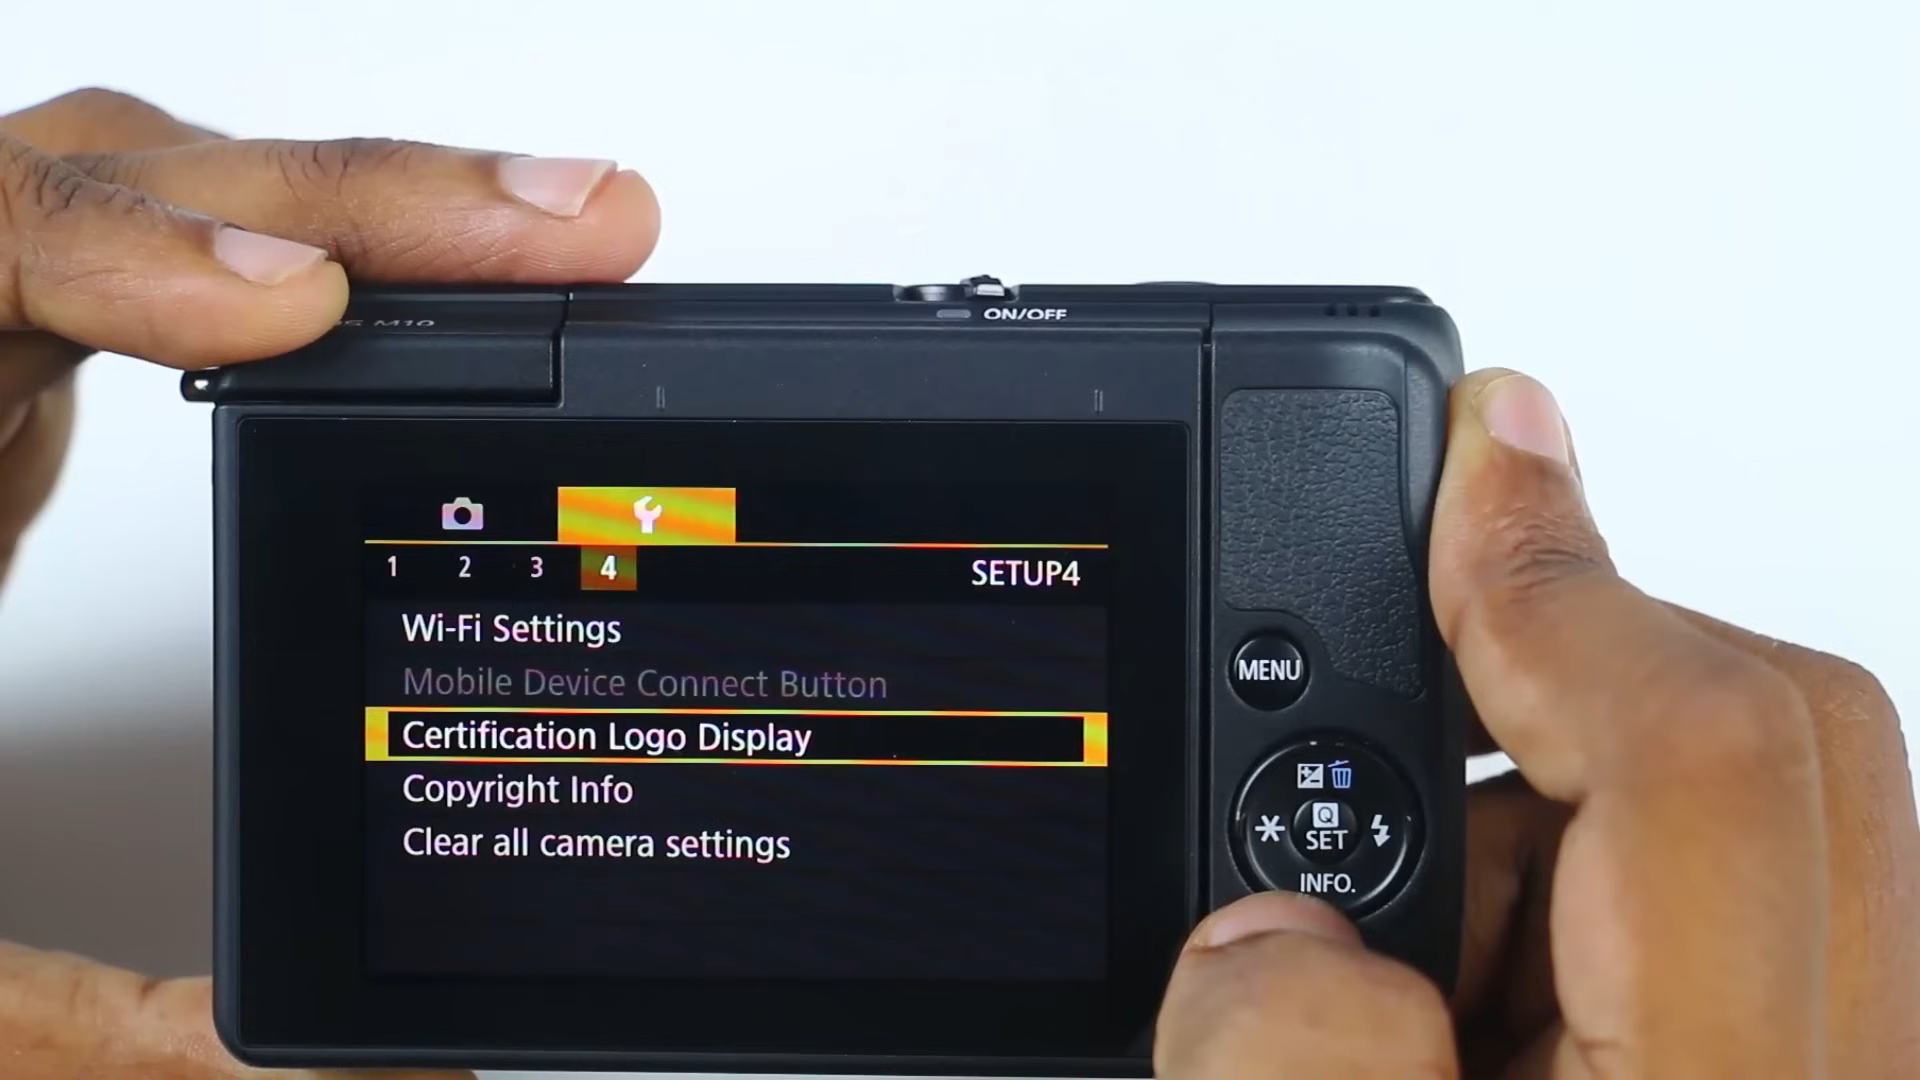 M10
ON/OFF
1 2 3 4 SETUP4
Wi-Fi Settings
Mobile Device Connect Button
Certification Logo Display
Copyright Info
Clear all camera settings
MENU
Q
SET
INFO.